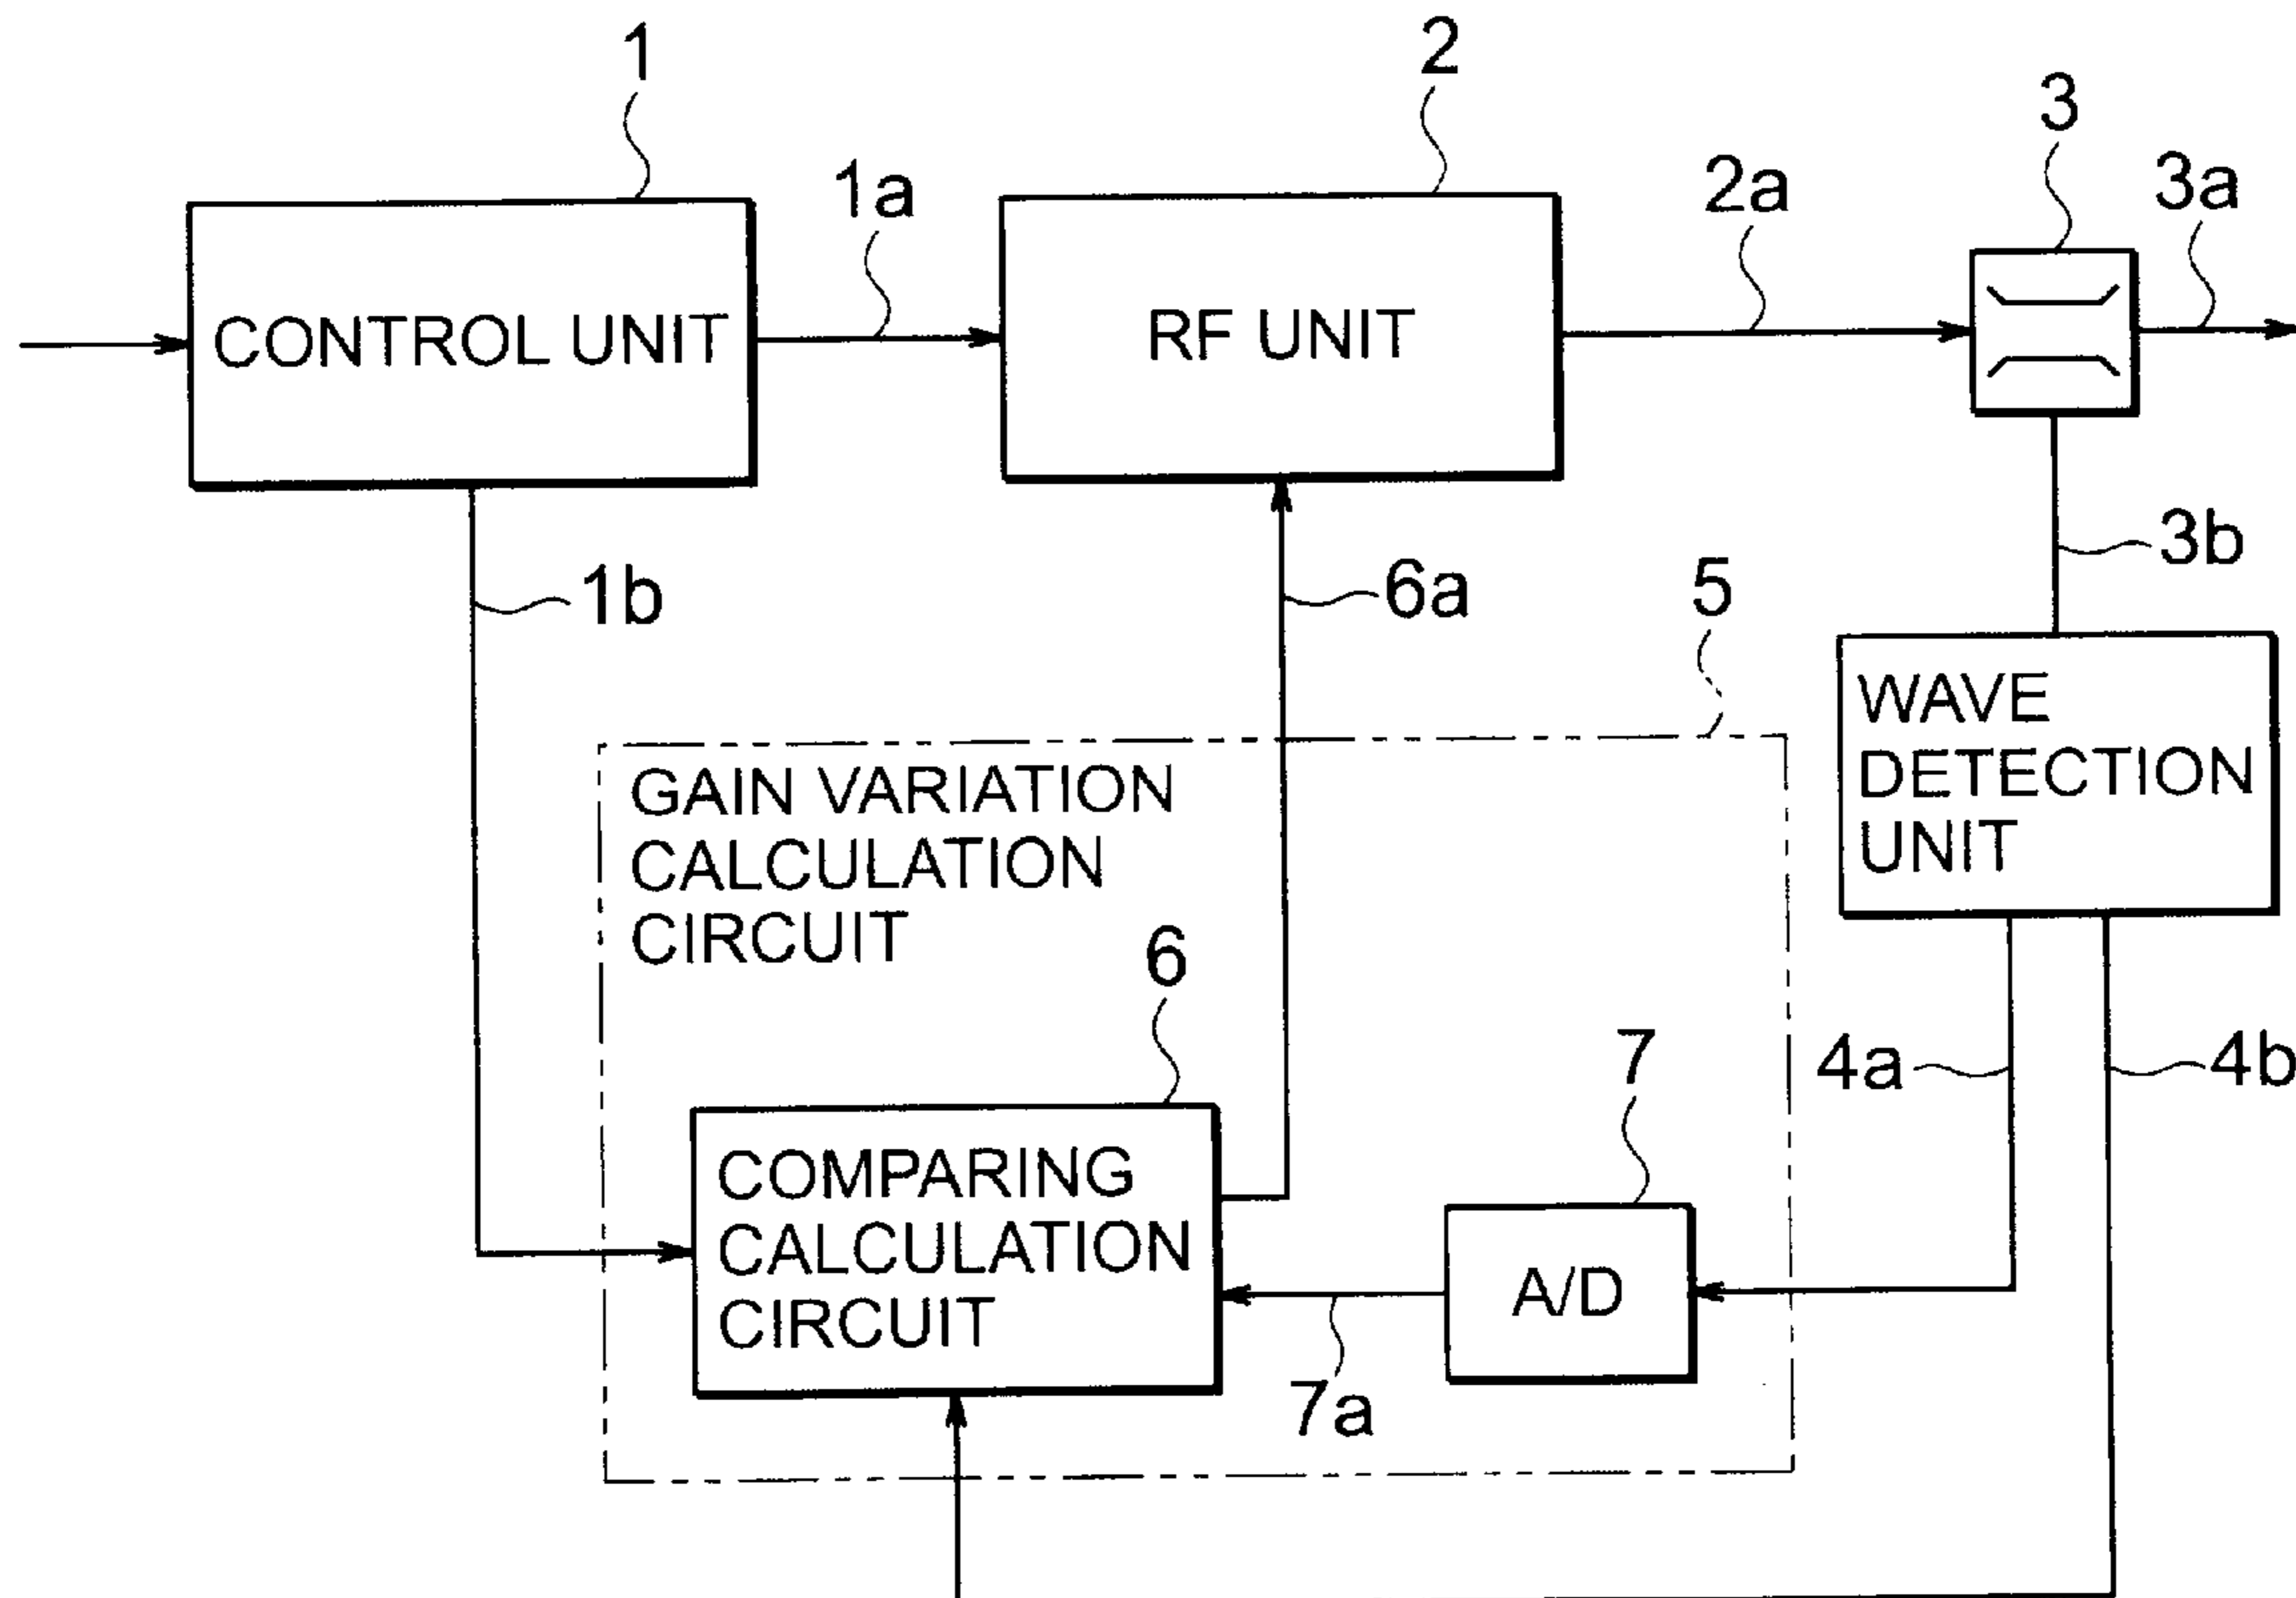 1
2
3
1a
2a
3a
CONTROL UNIT
RF UNIT
3b
1b
6a
5
WAVE
DETECTION
UNIT
GAIN VARIATION
CALCULATION
CIRCUIT
6
7
4a
4b
COMPARING
CALCULATION
CIRCUIT
A/D
7a